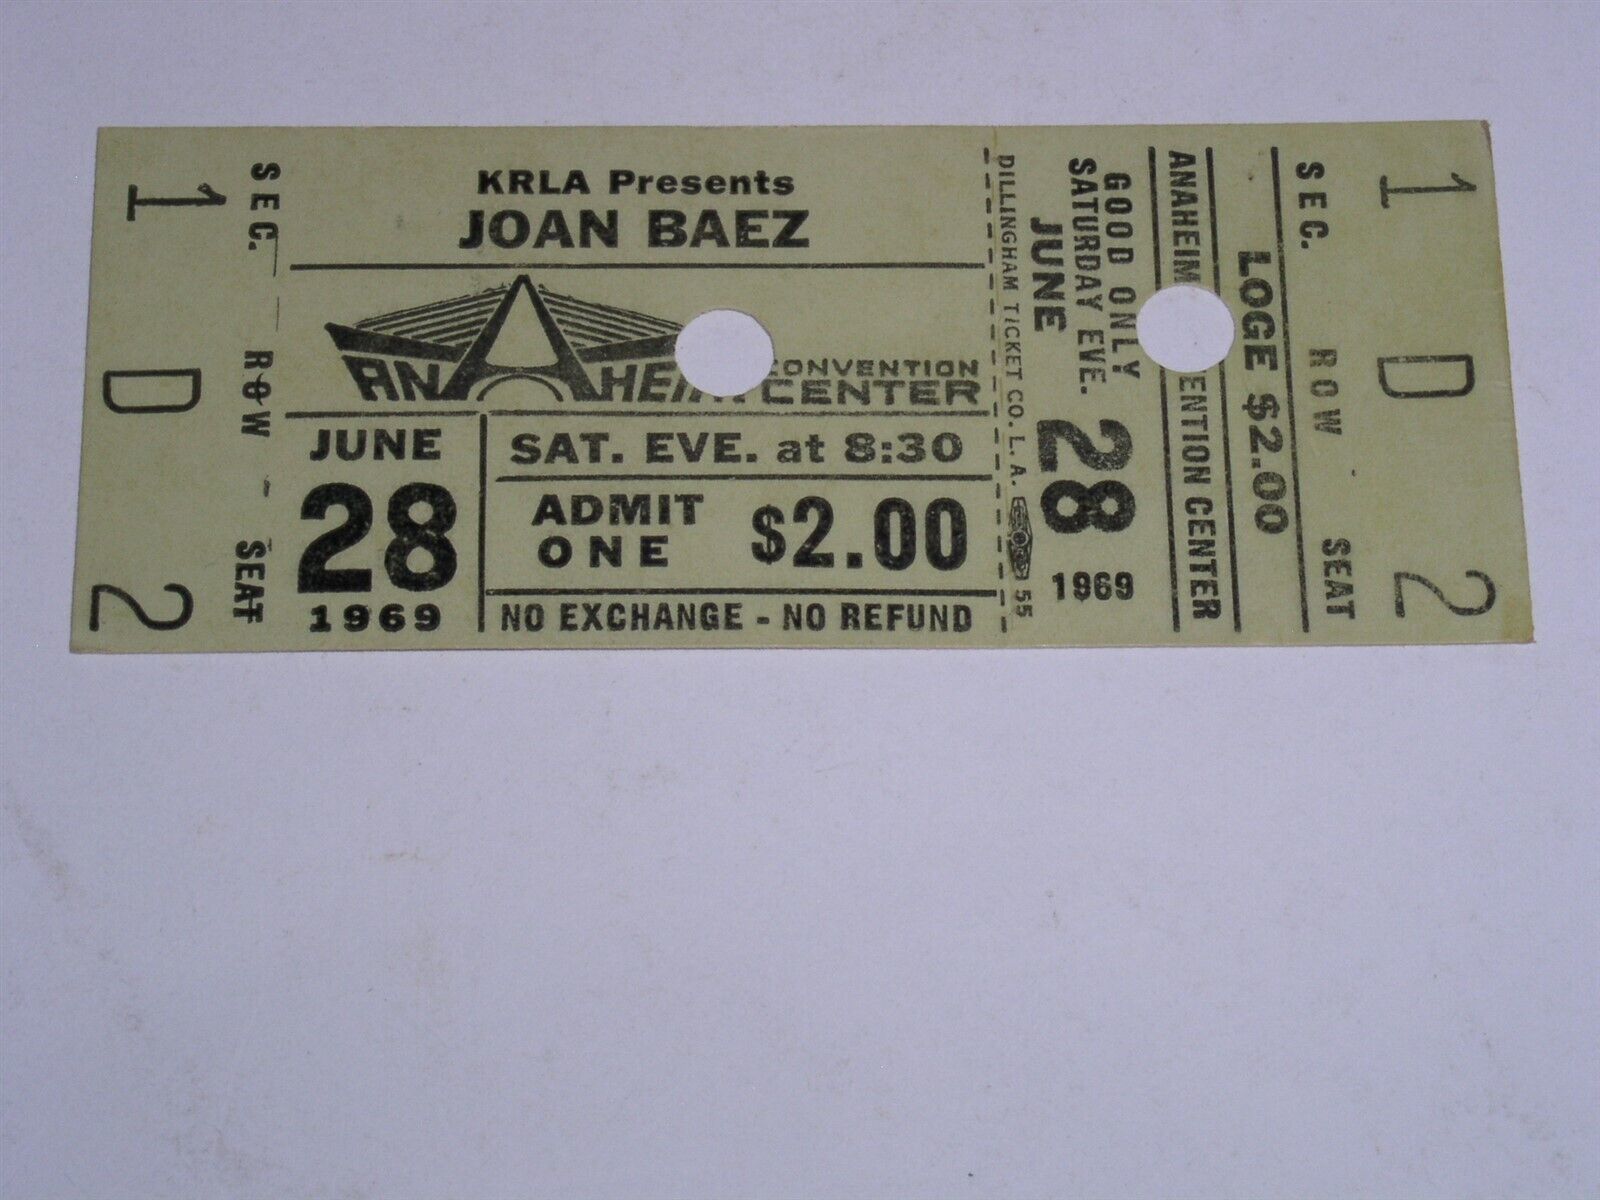 1 D 2
SEC. ROW - SEAT
KRLA Presents
JOAN BAEZ
ANAHEIM CONVENTION
CENTER
JUNE
28
1969
SAT. EVE. at 8:30
ADMIT
ONE
$2.00
NO EXCHANGE - NO REFUND
DILLINGHAM TICKET CO. L.A. 55
JUNE 28 1969
SATURDAY EVE.
GOOD ONLY
ANAHEIM ENTION CENTER
LOGE $2.00
SEC. ROW SEAT
1 D 2